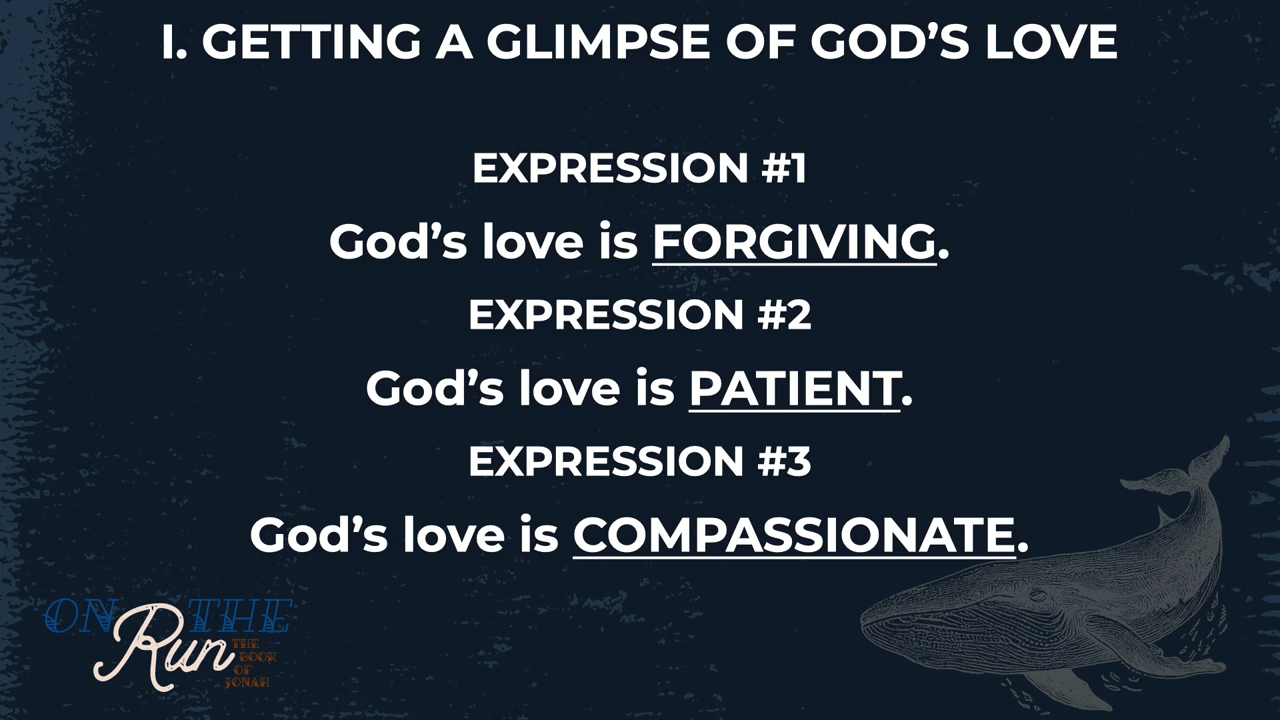 I. GETTING A GLIMPSE OF GOD’S LOVE
EXPRESSION #1
God’s love is FORGIVING.
EXPRESSION #2
God’s love is PATIENT.
EXPRESSION #3
God’s love is COMPASSIONATE.
ON THE
Run
THE
BOOK
OF
JONAH